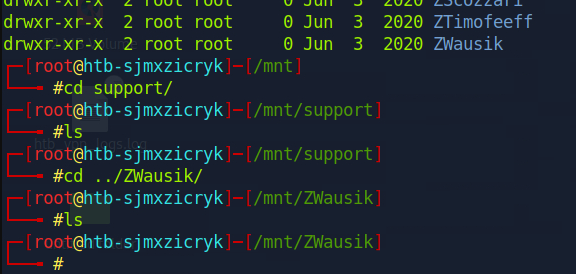 drwxr-xr-x  2 root root     0 Jun  3  2020 ZScozzari
drwxr-xr-x  2 root root     0 Jun  3  2020 ZTimofeeff
drwxr-xr-x  2 root root     0 Jun  3  2020 ZWausik
┌─[root@htb-sjmxzicryk]─[/mnt]
└──╼ #cd support/
┌─[root@htb-sjmxzicryk]─[/mnt/support]
└──╼ #ls
┌─[root@htb-sjmxzicryk]─[/mnt/support]
└──╼ #cd ../ZWausik/
┌─[root@htb-sjmxzicryk]─[/mnt/ZWausik]
└──╼ #ls
┌─[root@htb-sjmxzicryk]─[/mnt/ZWausik]
└──╼ #